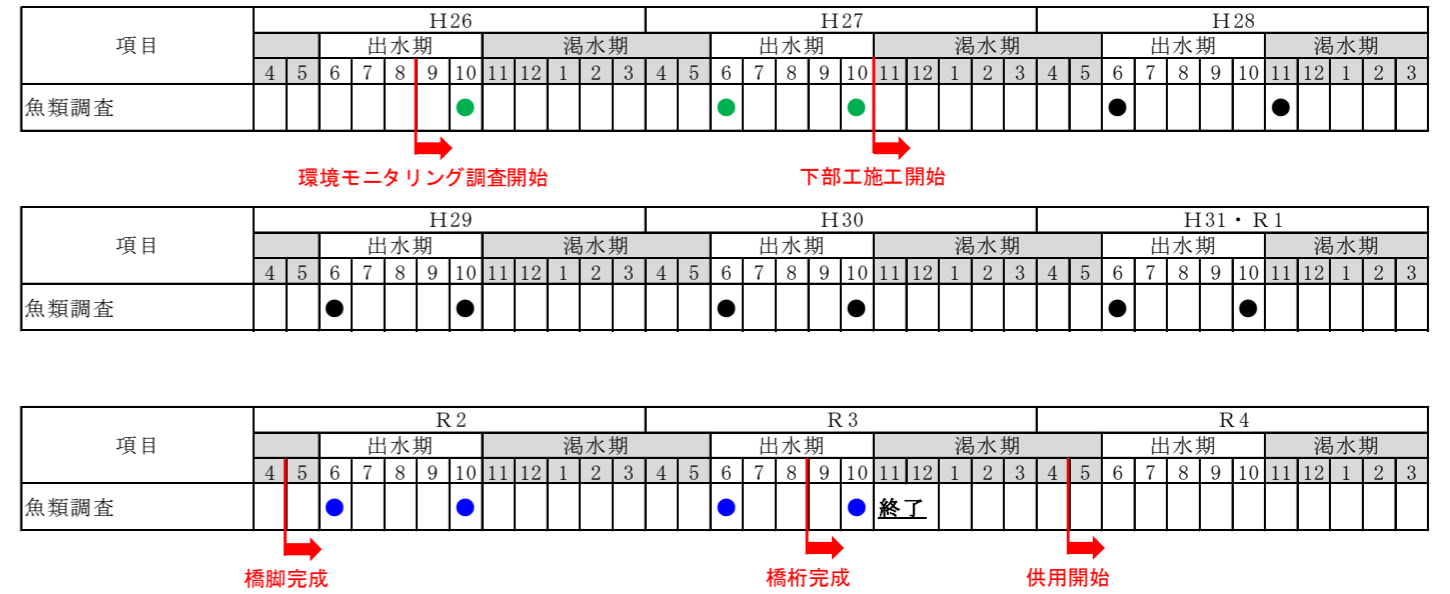 項目 H26 H27 H28
出水期 渇水期 出水期 渇水期 出水期 渇水期
4 5 6 7 8 9 10 11 12 1 2 3 4 5 6 7 8 9 10 11 12 1 2 3 4 5 6 7 8 9 10 11 12 1 2 3
魚類調査 ● ● ● ● ●
環境モニタリング調査開始 下部工施工開始
項目 H29 H30 H31・R1
出水期 渇水期 出水期 渇水期 出水期 渇水期
4 5 6 7 8 9 10 11 12 1 2 3 4 5 6 7 8 9 10 11 12 1 2 3 4 5 6 7 8 9 10 11 12 1 2 3
魚類調査 ● ● ● ● ● ●
項目 R2 R3 R4
出水期 渇水期 出水期 渇水期 出水期 渇水期
4 5 6 7 8 9 10 11 12 1 2 3 4 5 6 7 8 9 10 11 12 1 2 3 4 5 6 7 8 9 10 11 12 1 2 3
魚類調査 ● ● ● ● 終了
橋脚完成 橋桁完成 供用開始